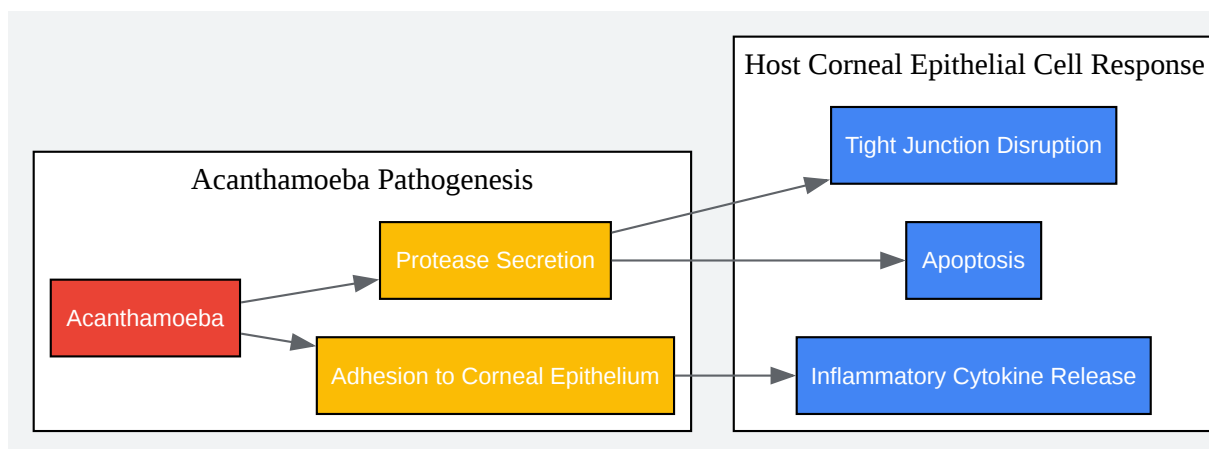 Host Corneal Epithelial Cell Response
Tight Junction Disruption
Acanthamoeba Pathogenesis
Protease Secretion
Apoptosis
Acanthamoeba
Adhesion to Corneal Epithelium
Inflammatory Cytokine Release